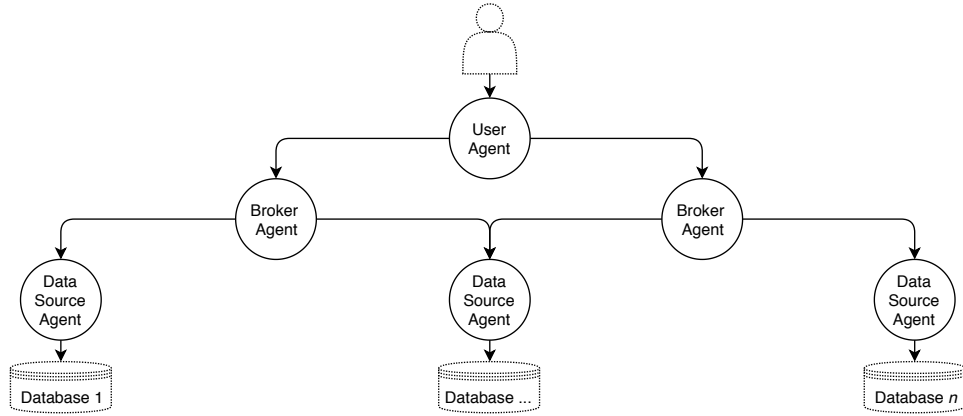 User
Agent
Broker
Agent
Broker
Agent
Data
Source
Agent
Data
Source
Agent
Data
Source
Agent
Database 1
Database ...
Database n